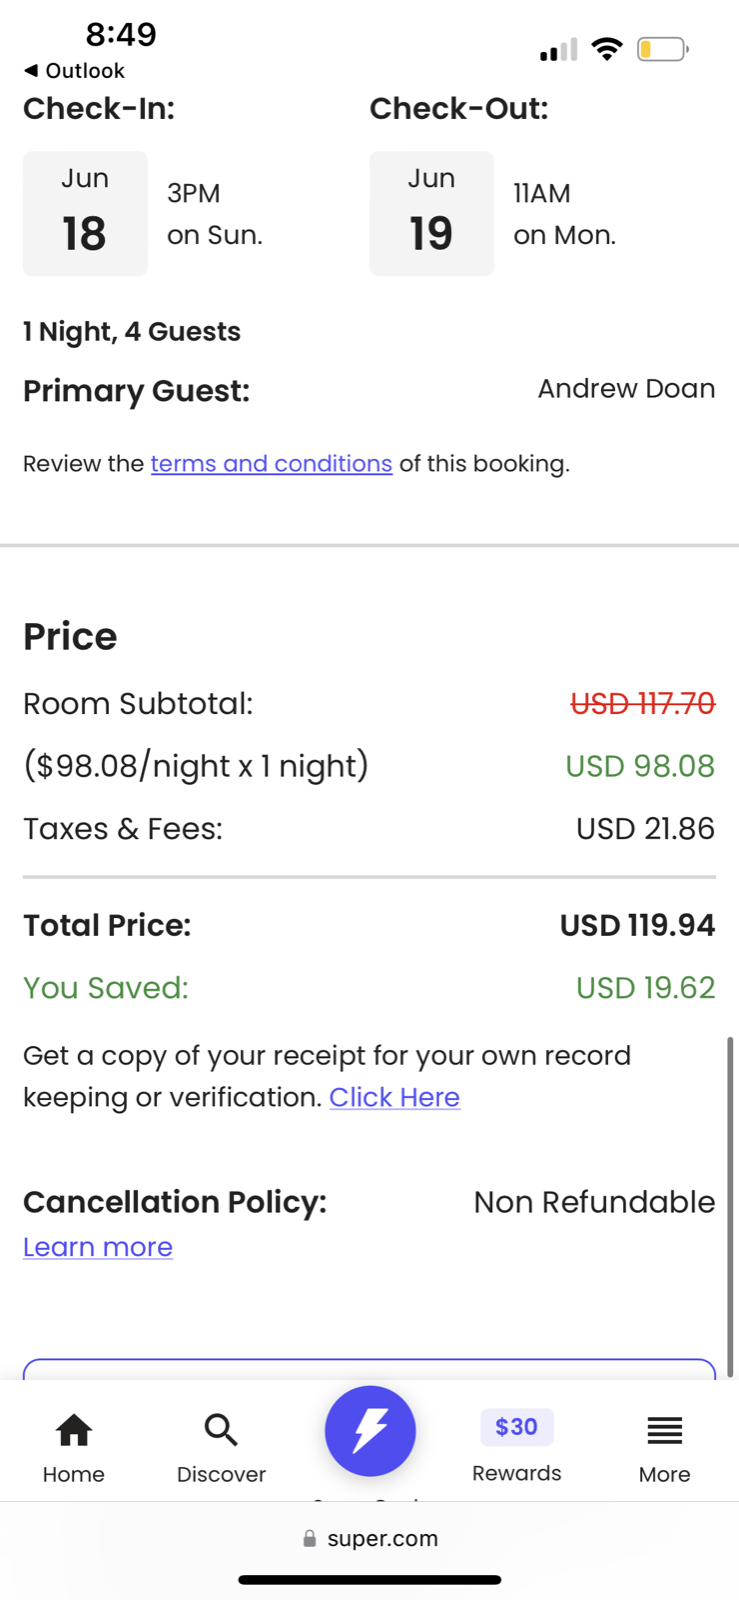 8:49
◀ Outlook
Check-In: Check-Out:
Jun 18 3PM on Sun. Jun 19 11AM on Mon.
1 Night, 4 Guests
Primary Guest: Andrew Doan
Review the terms and conditions of this booking.
Price
Room Subtotal: USD 117.70
($98.08/night x 1 night) USD 98.08
Taxes & Fees: USD 21.86
Total Price: USD 119.94
You Saved: USD 19.62
Get a copy of your receipt for your own record
keeping or verification. Click Here
Cancellation Policy: Non Refundable
Learn more
$30
Home Discover Rewards More
super.com